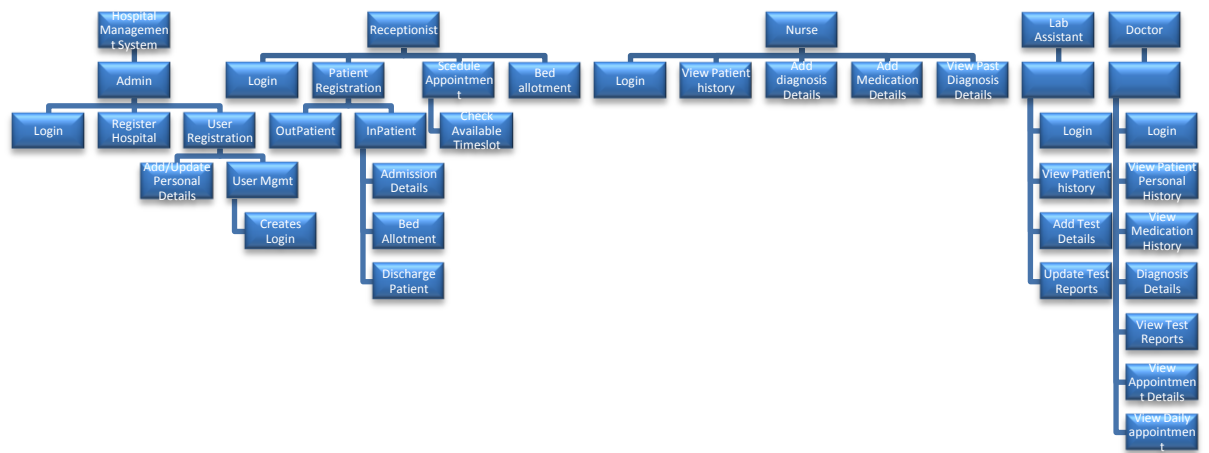 Hospital
Managemen
t System
Admin
Login
Register
Hospital
User
Registration
Add/Update
Personal
Details
User Mgmt
Creates
Login
Receptionist
Login
Patient
Registration
OutPatient
InPatient
Admission
Details
Bed
Allotment
Discharge
Patient
Scedule
Appointmen
t
Check
Available
Timeslot
Bed
allotment
Nurse
Login
View Patient
history
Add
diagnosis
Details
Add
Medication
Details
View Past
Diagnosis
Details
Lab
Assistant
Login
View Patient
history
Add Test
Details
Update Test
Reports
Doctor
Login
View Patient
Personal
History
View
Medication
History
Diagnosis
Details
View Test
Reports
View
Appointmen
t Details
View Daily
appointmen
t